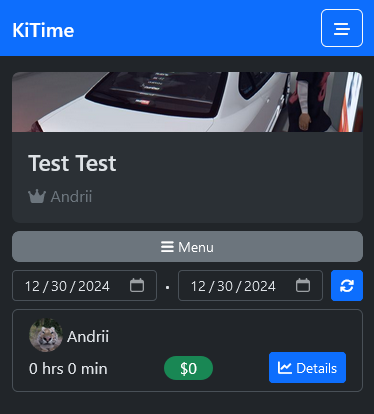 KiTime
Test Test
Andrii
Menu
12/30/2024 • 12/30/2024
Andrii
0 hrs 0 min $0 Details